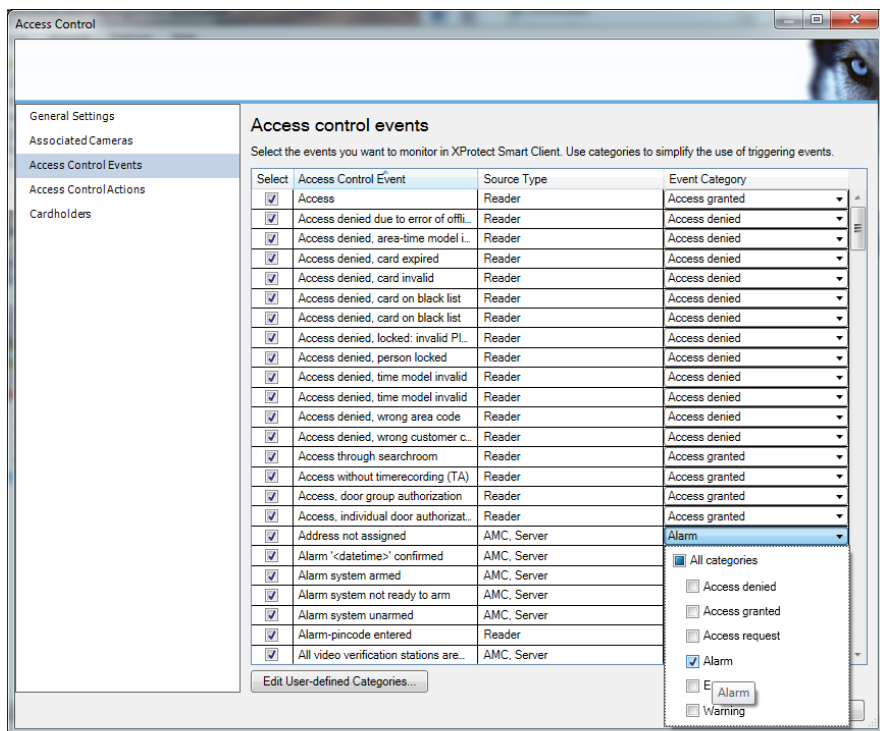 Access Control
General Settings
Associated Cameras
Access Control Events
Access Control Actions
Cardholders
Access control events
Select the events you want to monitor in XProtect Smart Client. Use categories to simplify the use of triggering events.
Select Access Control Event Source Type Event Category
Access Reader Access granted
Access denied due to error of offli... Reader Access denied
Access denied, area-time model i... Reader Access denied
Access denied, card expired Reader Access denied
Access denied, card invalid Reader Access denied
Access denied, card on black list Reader Access denied
Access denied, card on black list Reader Access denied
Access denied, locked: invalid PI... Reader Access denied
Access denied, person locked Reader Access denied
Access denied, time model invalid Reader Access denied
Access denied, time model invalid Reader Access denied
Access denied, wrong area code Reader Access denied
Access denied, wrong customer c... Reader Access denied
Access through searchroom Reader Access granted
Access without timerecording (TA) Reader Access granted
Access, door group authorization Reader Access granted
Access, individual door authorizat... Reader Access granted
Address not assigned AMC, Server Alarm
Alarm '<datetime>' confirmed AMC, Server
Alarm system armed AMC, Server
Alarm system not ready to arm AMC, Server
Alarm system unarmed AMC, Server
Alarm-pincode entered Reader
All video verification stations are... AMC, Server
All categories
Access denied
Access granted
Access request
Alarm
Alarm
Warning
Edit User-defined Categories...